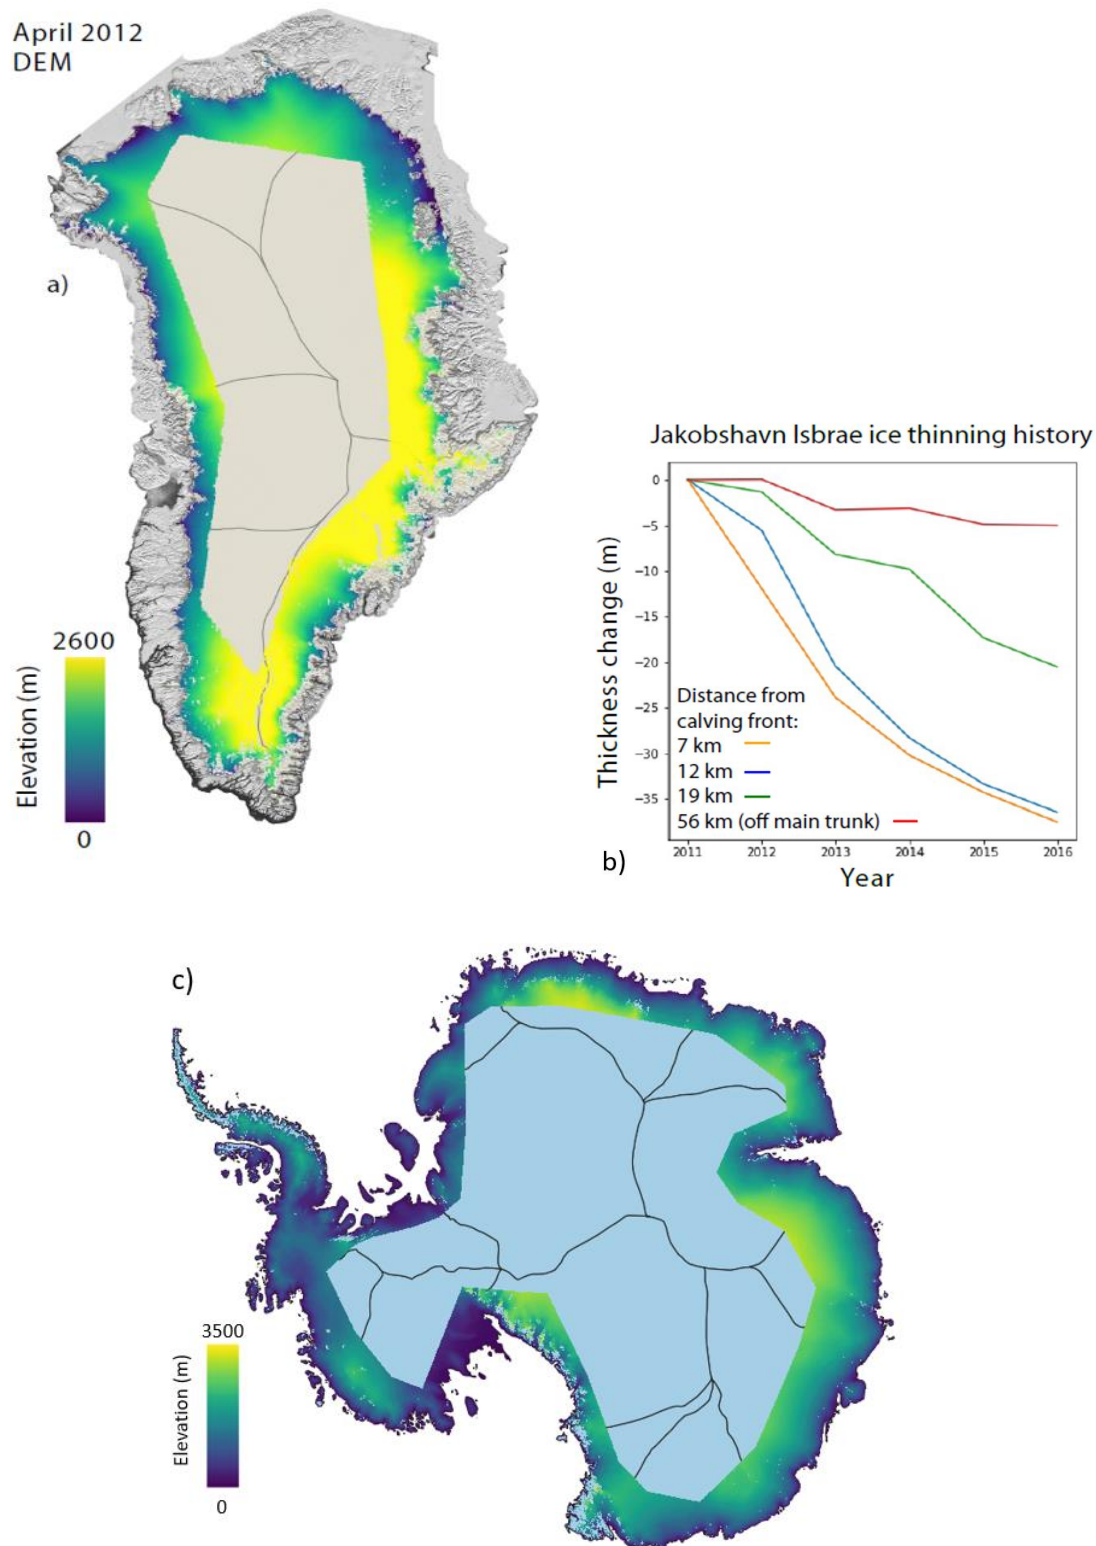 April 2012
DEM
a)
2600
Elevation (m)
0
Jakobshavn Isbrae ice thinning history
Thickness change (m)
0
−5
−10
−15
−20
−25
−30
−35
Distance from
calving front:
7 km
12 km
19 km
56 km (off main trunk)
2011 2012 2013 2014 2015 2016
Year
b)
c)
3500
Elevation (m)
0